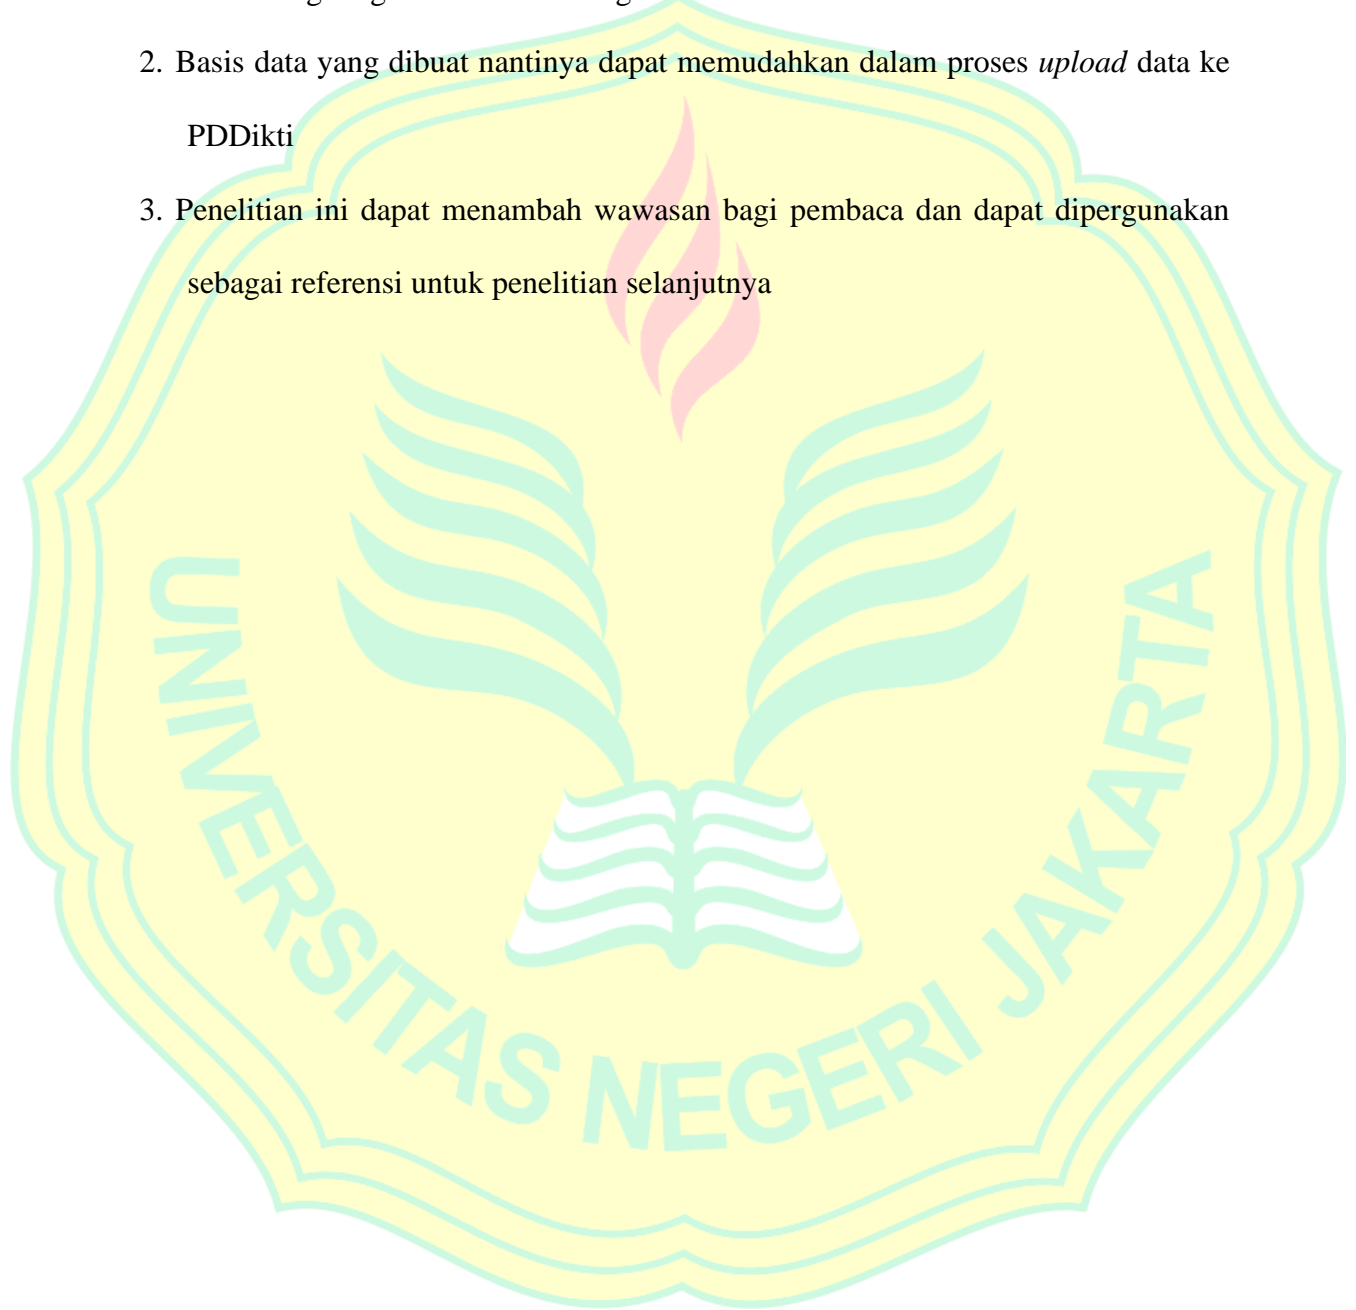 2. Basis data yang dibuat nantinya dapat memudahkan dalam proses upload data ke
PDDikti
3. Penelitian ini dapat menambah wawasan bagi pembaca dan dapat dipergunakan
sebagai referensi untuk penelitian selanjutnya
UNIVERSITAS NEGERI JAKARTA